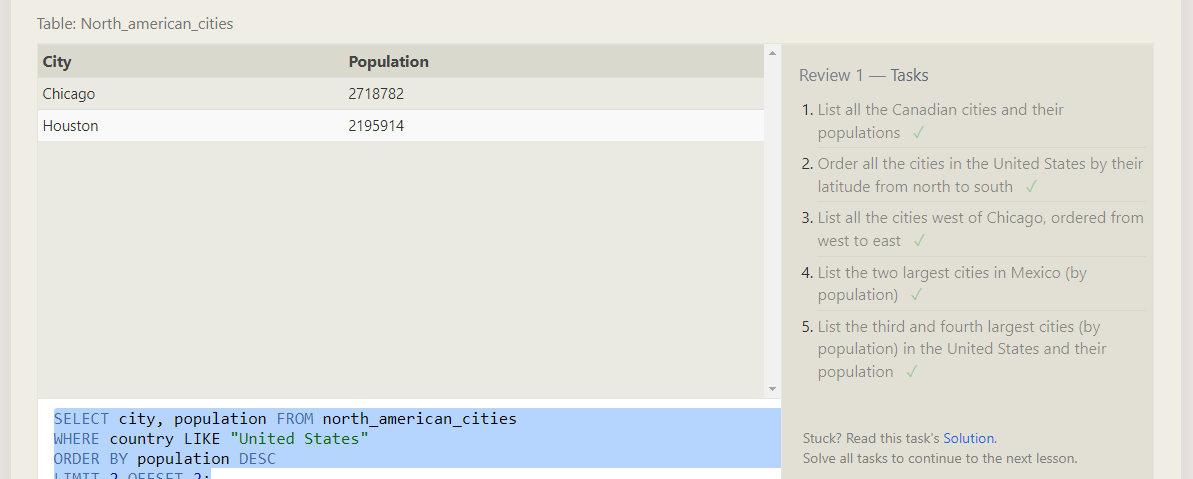 Table: North_american_cities
City Population
Chicago 2718782
Houston 2195914
SELECT city, population FROM north_american_cities
WHERE country LIKE "United States"
ORDER BY population DESC
LIMIT 2 OFFSET 2;
Review 1 — Tasks
1. List all the Canadian cities and their
populations ✓
2. Order all the cities in the United States by their
latitude from north to south ✓
3. List all the cities west of Chicago, ordered from
west to east ✓
4. List the two largest cities in Mexico (by
population) ✓
5. List the third and fourth largest cities (by
population) in the United States and their
population ✓
Stuck? Read this task's Solution.
Solve all tasks to continue to the next lesson.